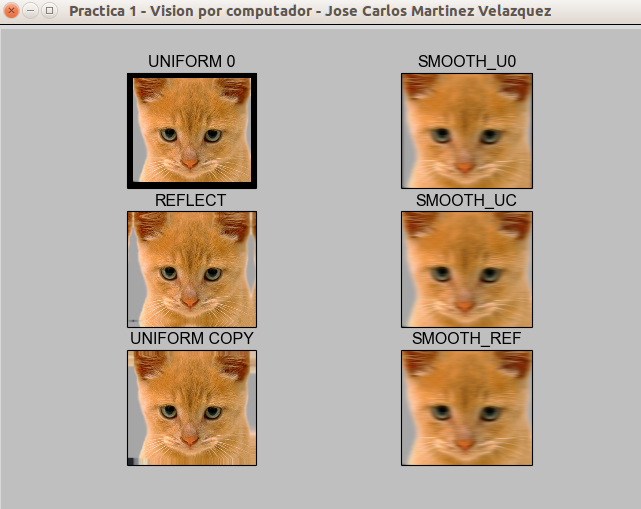 Practica 1 - Vision por computador - Jose Carlos Martinez Velazquez
UNIFORM 0
SMOOTH_U0
REFLECT
SMOOTH_UC
UNIFORM COPY
SMOOTH_REF